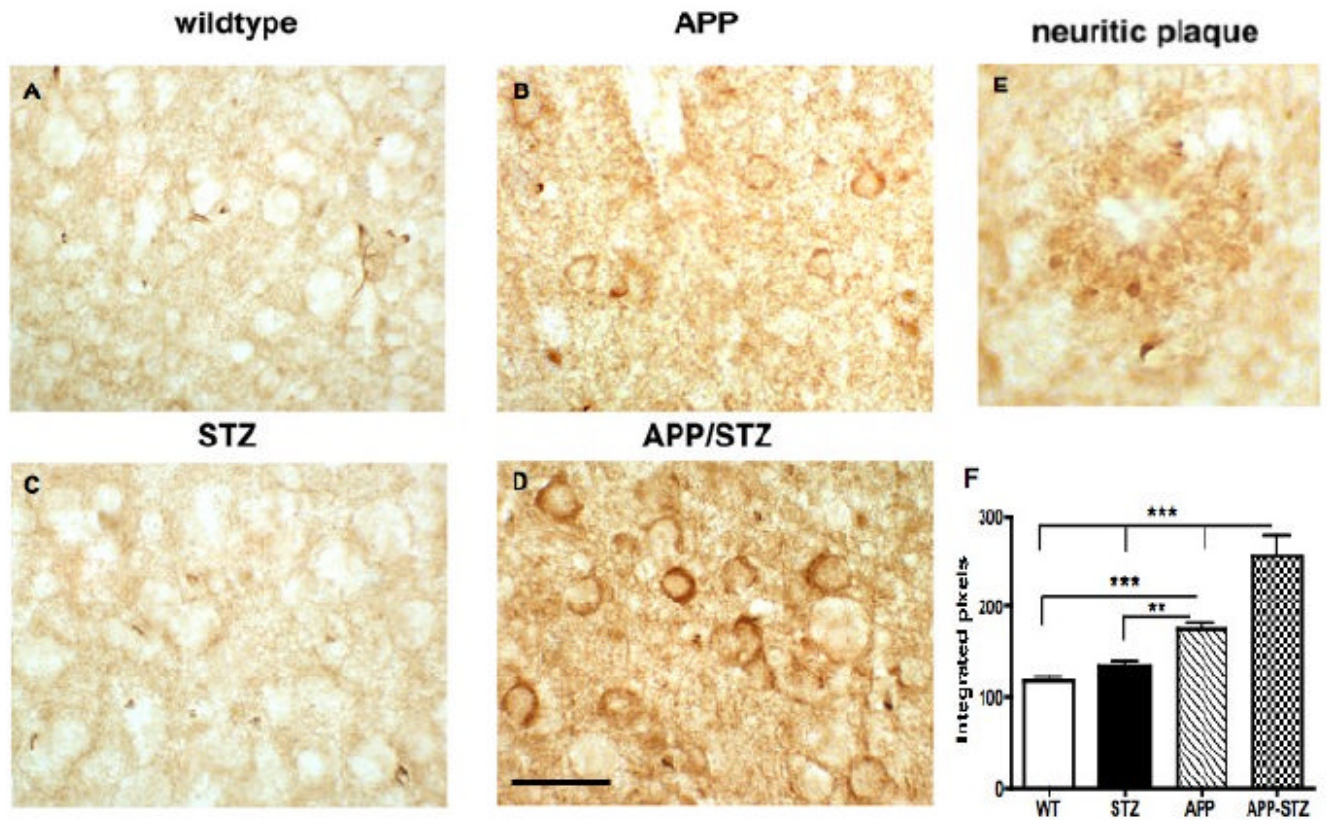 wildtype
APP
neuritic plaque
A
B
E
STZ
APP/STZ
C
D
F
300
200
100
0
Integrated pixels
***
***
**
WT
STZ
APP
APP-STZ